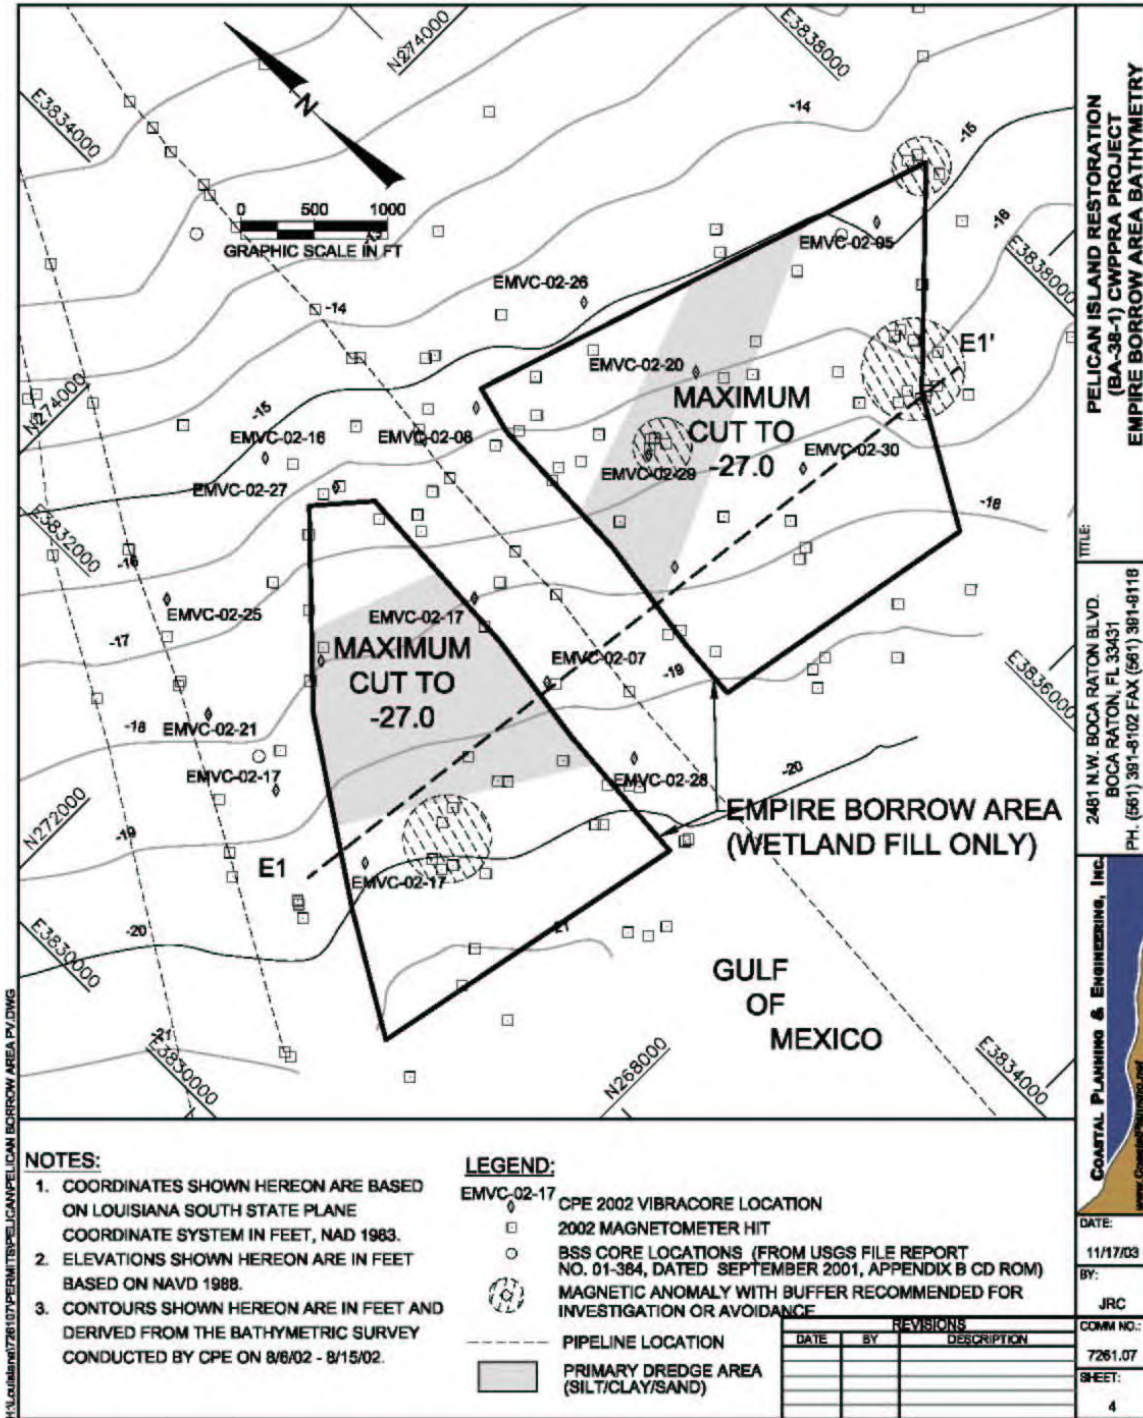 N274000
E3838000
E3834000
N
-14
-15
0 500 1000
GRAPHIC SCALE IN FT
-16
EMVC-02-05
E3838000
EMVC-02-26
-14
E1'
EMVC-02-20
N274000
-15
MAXIMUM
CUT TO
-27.0
EMVC-02-16
EMVC-02-08
EMVC-02-29
EMVC-02-30
EMVC-02-27
-18
E3832000
-16
EMVC-02-25
EMVC-02-17
-17
MAXIMUM
CUT TO
-27.0
EMVC-02-07
-19
E3836000
-18
EMVC-02-21
EMVC-02-17
EMVC-02-28
-20
N272000
-19
EMPIRE BORROW AREA
(WETLAND FILL ONLY)
E1
EMVC-02-17
E3830000
-20
-21
GULF
OF
MEXICO
-21
E3830000
N268000
E3834000
NOTES:
1. COORDINATES SHOWN HEREON ARE BASED
ON LOUISIANA SOUTH STATE PLANE
COORDINATE SYSTEM IN FEET, NAD 1983.
2. ELEVATIONS SHOWN HEREON ARE IN FEET
BASED ON NAVD 1988.
3. CONTOURS SHOWN HEREON ARE IN FEET AND
DERIVED FROM THE BATHYMETRIC SURVEY
CONDUCTED BY CPE ON 8/6/02 - 8/15/02.
LEGEND:
EMVC-02-17
CPE 2002 VIBRACORE LOCATION
2002 MAGNETOMETER HIT
BSS CORE LOCATIONS (FROM USGS FILE REPORT
NO. 01-384, DATED SEPTEMBER 2001, APPENDIX B CD ROM)
MAGNETIC ANOMALY WITH BUFFER RECOMMENDED FOR
INVESTIGATION OR AVOIDANCE
PIPELINE LOCATION
PRIMARY DREDGE AREA
(SILT/CLAY/SAND)
REVISIONS
DATE BY DESCRIPTION
TITLE:
PELICAN ISLAND RESTORATION
(BA-38-1) CWPPRA PROJECT
EMPIRE BORROW AREA BATHYMETRY
2481 N.W. BOCA RATON BLVD.
BOCA RATON, FL 33431
PH. (561) 391-8102 FAX (561) 391-9118
COASTAL PLANNING & ENGINEERING, INC.
DATE:
11/17/03
BY:
JRC
COMM NO.:
7261.07
SHEET:
4
H:\Louisiana\726107\PERMITS\PELICAN\PELICAN BORROW AREA PV.DWG